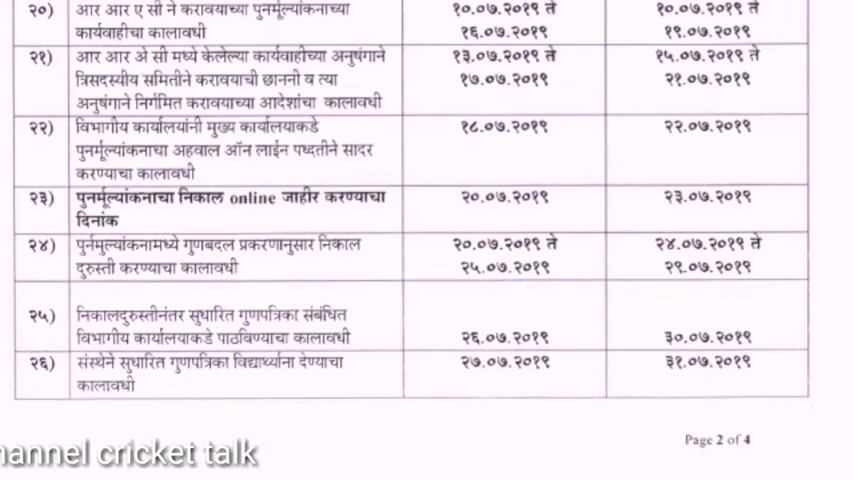 २०) आर आर ए सी ने करावयाच्या पुनर्मूल्यांकनाच्या १०.०७.२०१९ ते १०.०७.२०१९ ते
कार्यवाहीचा कालावधी १६.०७.२०१९ १९.०७.२०१९
२१) आर आर अे सी मध्ये केलेल्या कार्यवाहीच्या अनुषंगाने १३.०७.२०१९ ते १५.०७.२०१९ ते
त्रिसदस्यीय समितीने करावयाची छाननी व त्या १७.०७.२०१९ २१.०७.२०१९
अनुषंगाने निर्गमित करावयाच्या आदेशांचा कालावधी
२२) विभागीय कार्यालयांनी मुख्य कार्यालयाकडे १८.०७.२०१९ २२.०७.२०१९
पुनर्मूल्यांकनाचा अहवाल ऑन लाईन पध्दतीने सादर
करण्याचा कालावधी
२३) पुनर्मूल्यांकनाचा निकाल online जाहीर करण्याचा २०.०७.२०१९ २३.०७.२०१९
दिनांक
२४) पुर्नमुल्यांकनामध्ये गुणबदल प्रकरणानुसार निकाल २०.०७.२०१९ ते २४.०७.२०१९ ते
दुरुस्ती करण्याचा कालावधी २५.०७.२०१९ २९.०७.२०१९
२५) निकालदुरुस्तीनंतर सुधारित गुणपत्रिका संबंधित
विभागीय कार्यालयाकडे पाठविण्याचा कालावधी २६.०७.२०१९ ३०.०७.२०१९
२६) संस्थेने सुधारित गुणपत्रिका विद्यार्थ्यांना देण्याचा २७.०७.२०१९ ३१.०७.२०१९
कालावधी
Page 2 of 4
hannel cricket talk